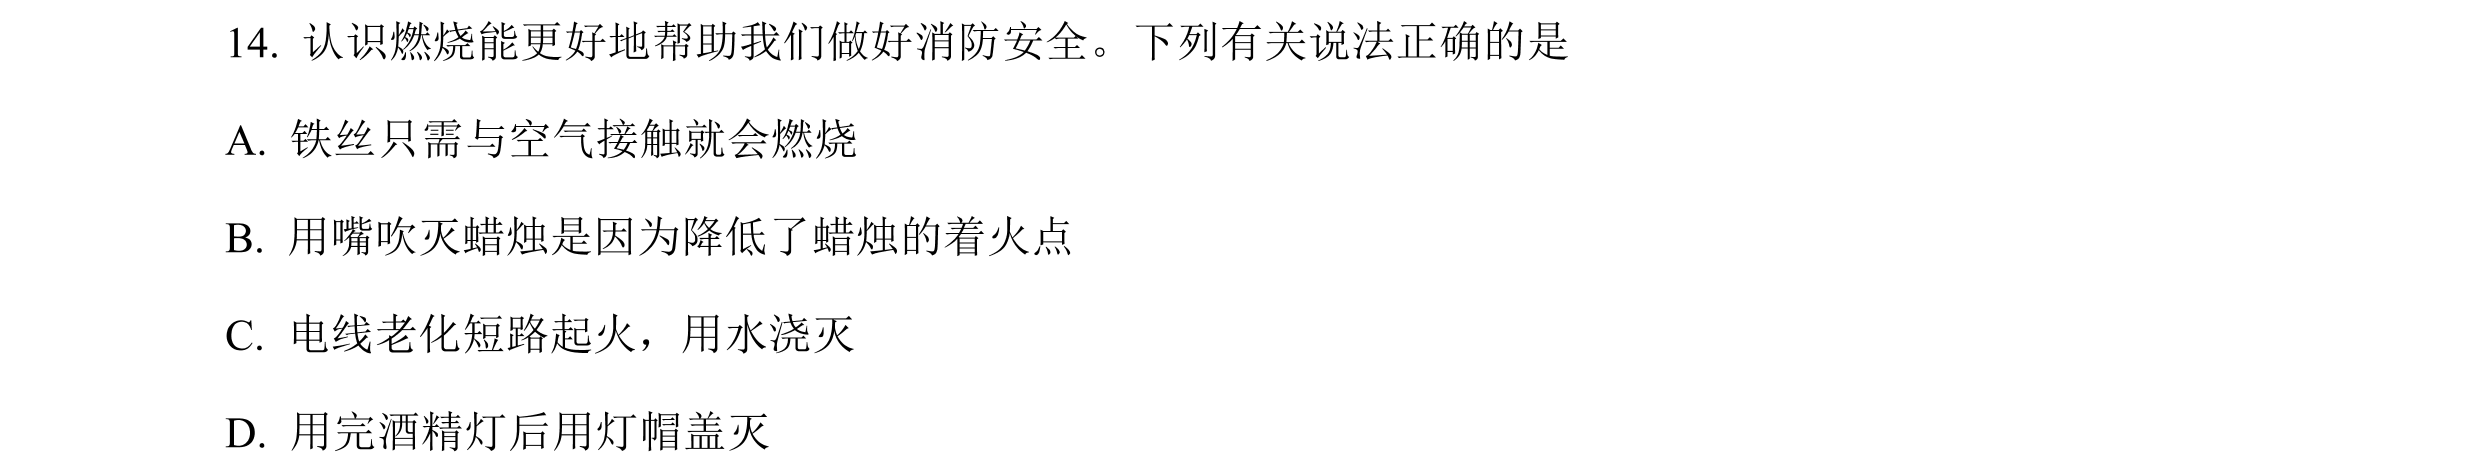 14. 认识燃烧能更好地帮助我们做好消防安全。下列有关说法正确的是
A. 铁丝只需与空气接触就会燃烧
B. 用嘴吹灭蜡烛是因为降低了蜡烛的着火点
C. 电线老化短路起火，用水浇灭
D. 用完酒精灯后用灯帽盖灭